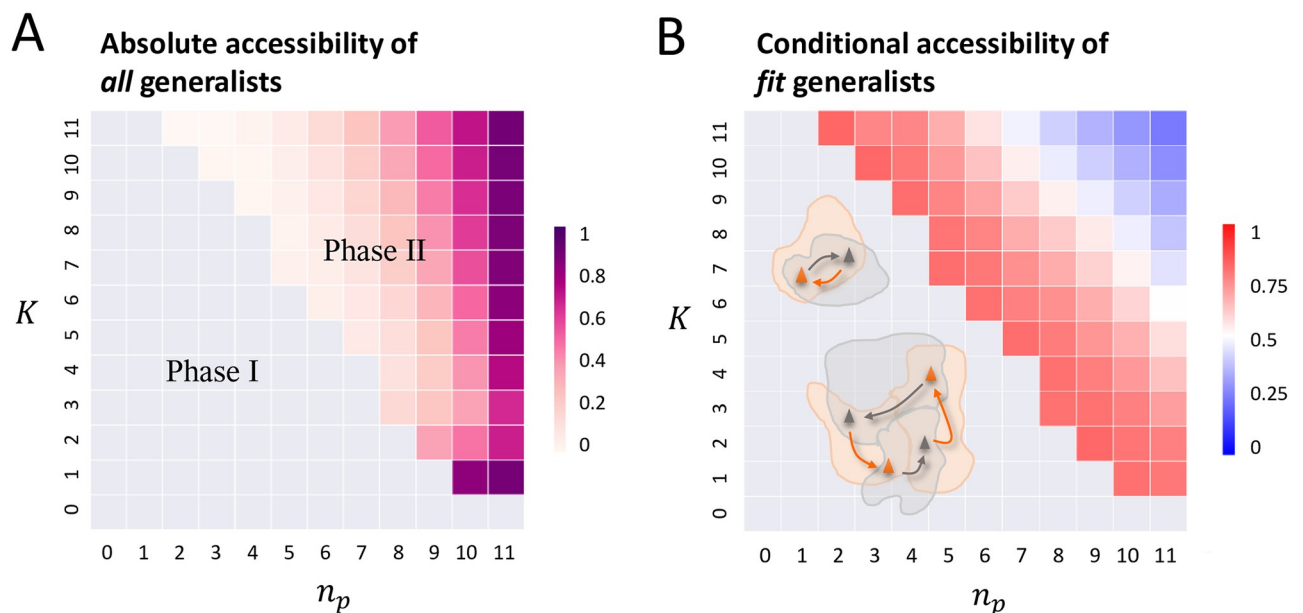 A
Absolute accessibility of
all generalists
11
10
9
8
7
6
5
4
3
2
1
0
K
Phase II
Phase I
0 1 2 3 4 5 6 7 8 9 10 11
n_p
1
0.8
0.6
0.4
0.2
0
B
Conditional accessibility of
fit generalists
11
10
9
8
7
6
5
4
3
2
1
0
K
0 1 2 3 4 5 6 7 8 9 10 11
n_p
1
0.75
0.5
0.25
0